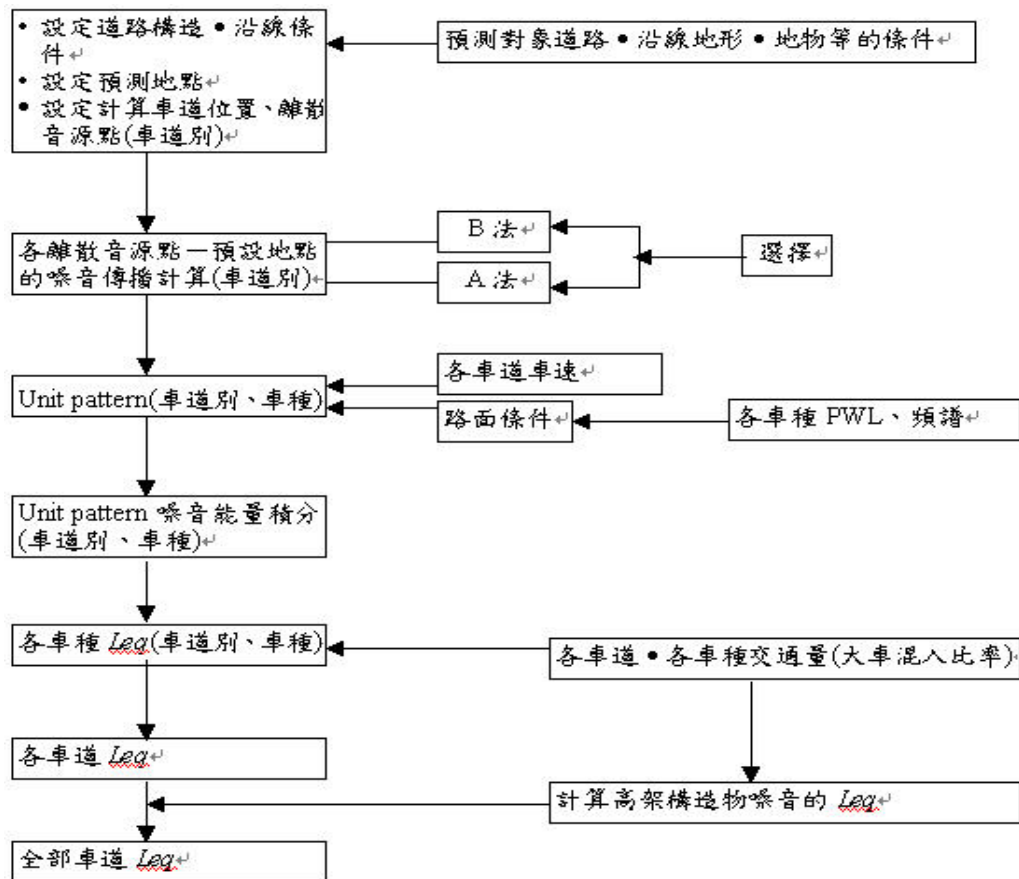 • 設定道路構造•沿線條
件
• 設定預測地點
• 設定計算車道位置、離散
音源點(車道別)
預測對象道路•沿線地形•地物等的條件
各離散音源點—預設地點
的噪音傳播計算(車道別)
B 法
A 法
選擇
Unit pattern(車道別、車種)
各車道車速
路面條件
各車種 PWL、頻譜
Unit pattern 噪音能量積分
(車道別、車種)
各車種 Leq(車道別、車種)
各車道•各車種交通量(大車混入比率)
各車道 Leq
計算高架構造物噪音的 Leq
全部車道 Leq